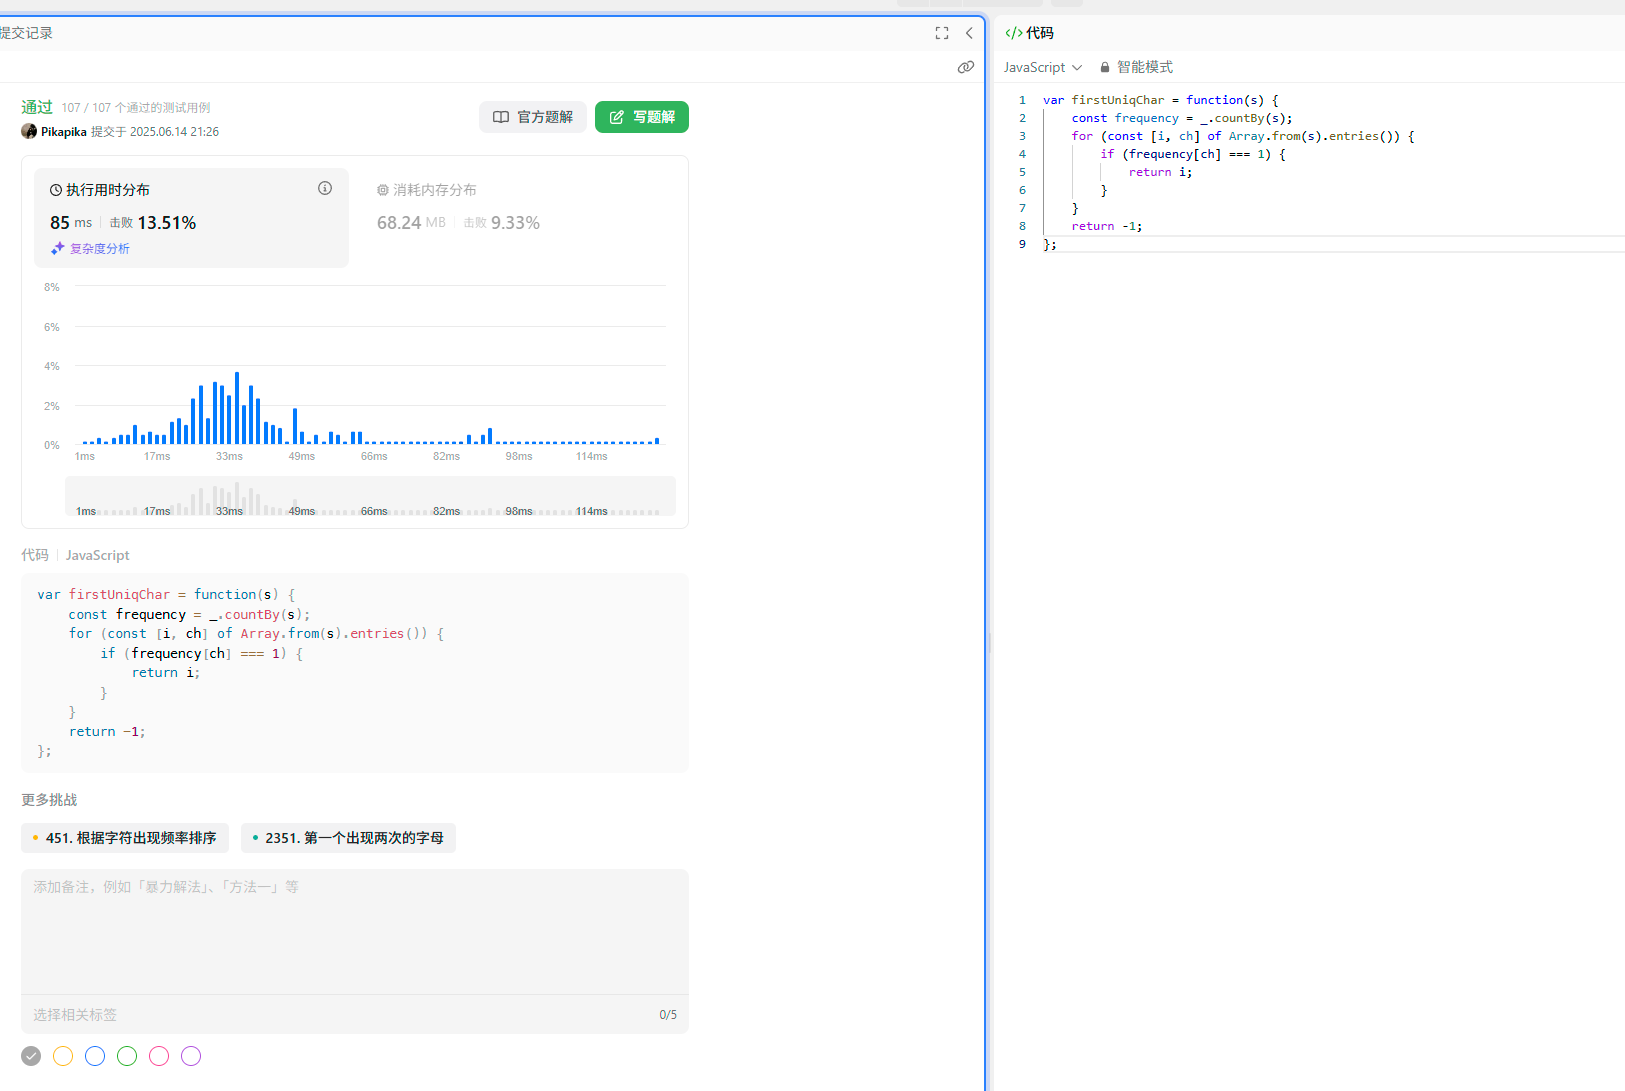 提交记录
通过 107 / 107 个通过的测试用例
Pikapika 提交于 2025.06.14 21:26
官方题解
写题解
执行用时分布
85 ms 击败 13.51%
复杂度分析
消耗内存分布
68.24 MB 击败 9.33%
8%
6%
4%
2%
0%
1ms 17ms 33ms 49ms 66ms 82ms 98ms 114ms
1ms 17ms 33ms 49ms 66ms 82ms 98ms 114ms
代码 JavaScript
var firstUniqChar = function(s) {
    const frequency = _.countBy(s);
    for (const [i, ch] of Array.from(s).entries()) {
        if (frequency[ch] === 1) {
            return i;
        }
    }
    return -1;
};
更多挑战
451. 根据字符出现频率排序
2351. 第一个出现两次的字母
添加备注，例如「暴力解法」、「方法一」等
选择相关标签 0/5
</> 代码
JavaScript 智能模式
1 var firstUniqChar = function(s) {
2     const frequency = _.countBy(s);
3     for (const [i, ch] of Array.from(s).entries()) {
4         if (frequency[ch] === 1) {
5             return i;
6         }
7     }
8     return -1;
9 };